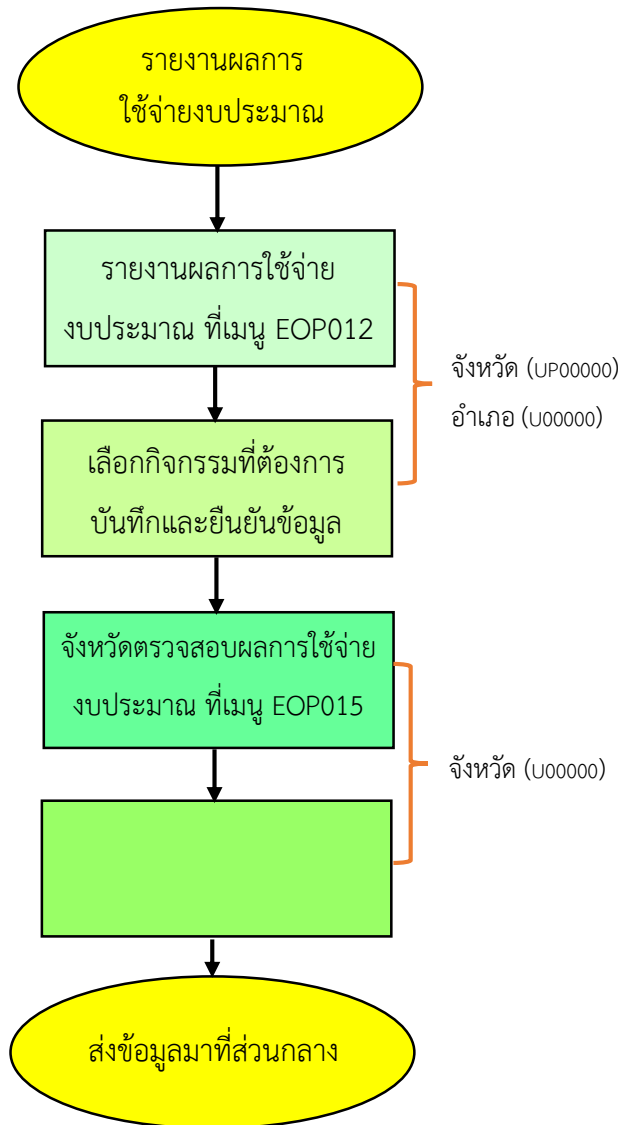 รายงานผลการ
ใช้จ่ายงบประมาณ
รายงานผลการใช้จ่าย
งบประมาณ ที่เมนู EOP012
จังหวัด (UP00000)
อำเภอ (U00000)
เลือกกิจกรรมที่ต้องการ
บันทึกและยืนยันข้อมูล
จังหวัดตรวจสอบผลการใช้จ่าย
งบประมาณ ที่เมนู EOP015
จังหวัด (U00000)
ส่งข้อมูลมาที่ส่วนกลาง